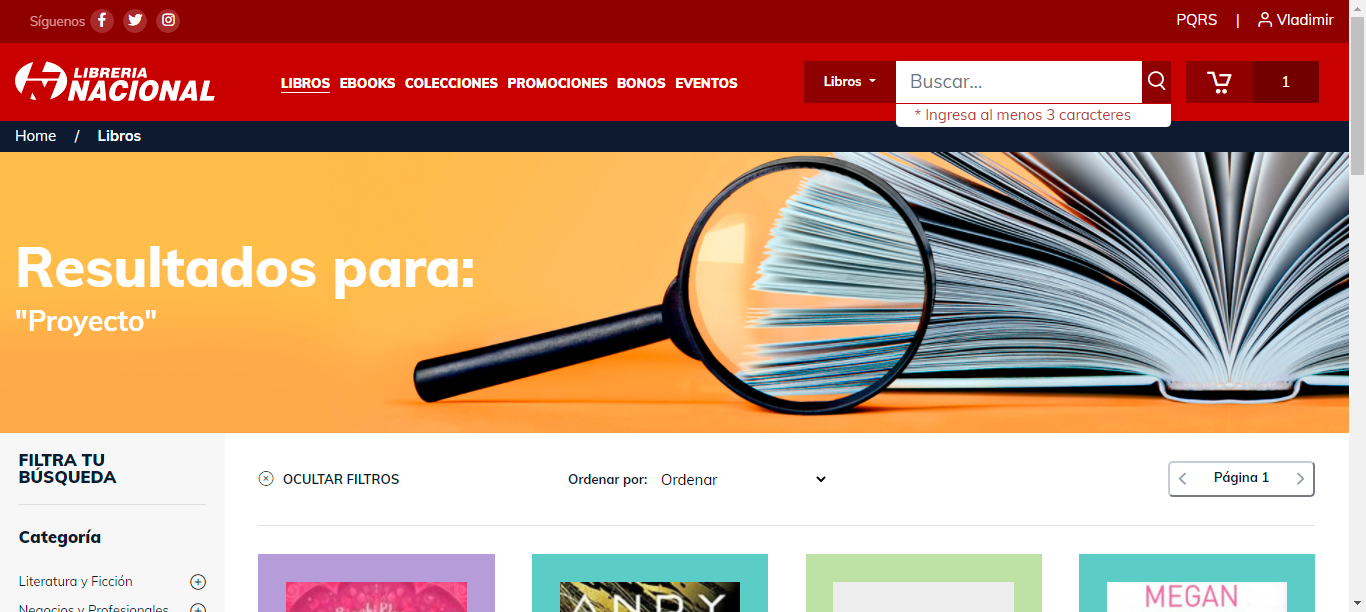 Síguenos
PQRS | Vladimir
LIBRERIA
NACIONAL
LIBROS EBOOKS COLECCIONES PROMOCIONES BONOS EVENTOS
Libros
Buscar...
1
* Ingresa al menos 3 caracteres
Home / Libros
Resultados para:
"Proyecto"
FILTRA TU
BÚSQUEDA
OCULTAR FILTROS
Ordenar por: Ordenar
Página 1
Categoría
Literatura y Ficción
Negocios y Profesionales
ANDY
MEGAN